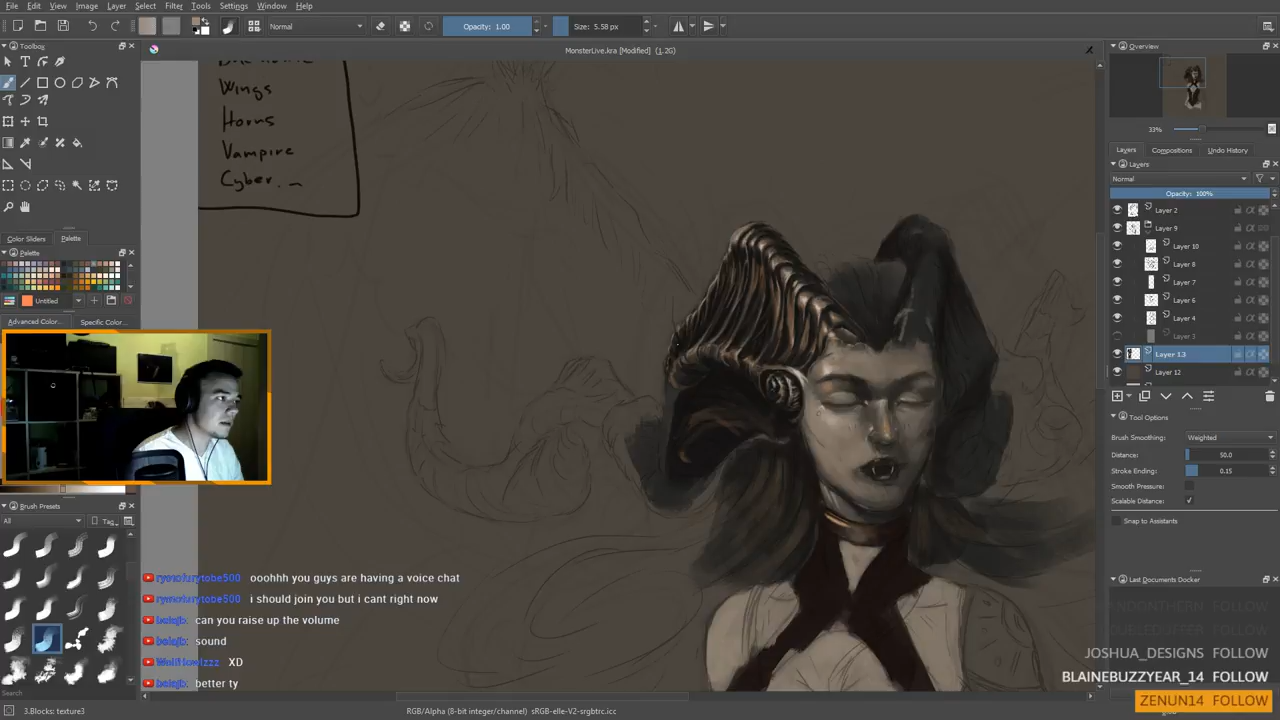 File Edit View Image Layer Select Filter Tools Settings Window Help
Normal
Opacity: 1.00
Size: 5.58 px
MonsterLive.kra [Modified] (1.2G)
Toolbox
Wings
Horns
Vampire
Cyber.
Color Sliders Palette
Palette
Untitled
Advanced Color... Specific Color...
Brush Presets
All
Tag
Search
3.Blocks: texture3
RGB/Alpha (8-bit integer/channel) sRGB-elle-V2-srgbtrc.icc
can you raise up the volume
ooohhh you guys are having a voice chat
i should join you but i cant right now
sound
XD
better ty
Overview
33%
Layers Compositions Undo History
Layers
Normal
Opacity: 100%
Layer 2
Layer 9
Layer 10
Layer 8
Layer 7
Layer 6
Layer 4
Layer 3
Layer 13
Layer 12
Tool Options
Brush Smoothing: Weighted
Distance: 50.0
Stroke Ending: 0.15
Smooth Pressure:
Scalable Distance:
Snap to Assistants
Last Documents Docker
FOLLOW
FOLLOW
JOSHUA_DESIGNS FOLLOW
BLAINEBUZZYEAR_14 FOLLOW
ZENUN14 FOLLOW